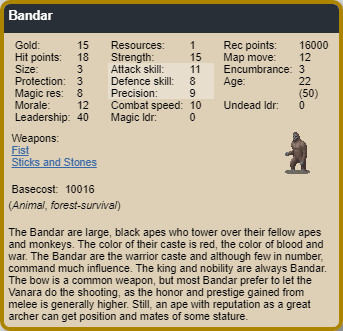 Bandar
Gold: 15 Resources: 1 Rec points: 16000
Hit points: 18 Strength: 15 Map move: 12
Size: 3 Attack skill: 11 Encumbrance: 3
Protection: 3 Defence skill: 8 Age: 22
Magic res: 8 Precision: 9 (50)
Morale: 12 Combat speed: 10 Undead ldr: 0
Leadership: 40 Magic ldr: 0
Weapons:
Fist
Sticks and Stones
Basecost: 10016
(Animal, forest-survival)
The Bandar are large, black apes who tower over their fellow apes
and monkeys. The color of their caste is red, the color of blood and
war. The Bandar are the warrior caste and although few in number,
command much influence. The king and nobility are always Bandar.
The bow is a common weapon, but most Bandar prefer to let the
Vanara do the shooting, as the honor and prestige gained from
melee is generally higher. Still, an ape with reputation as a great
archer can get position and mates of some stature.